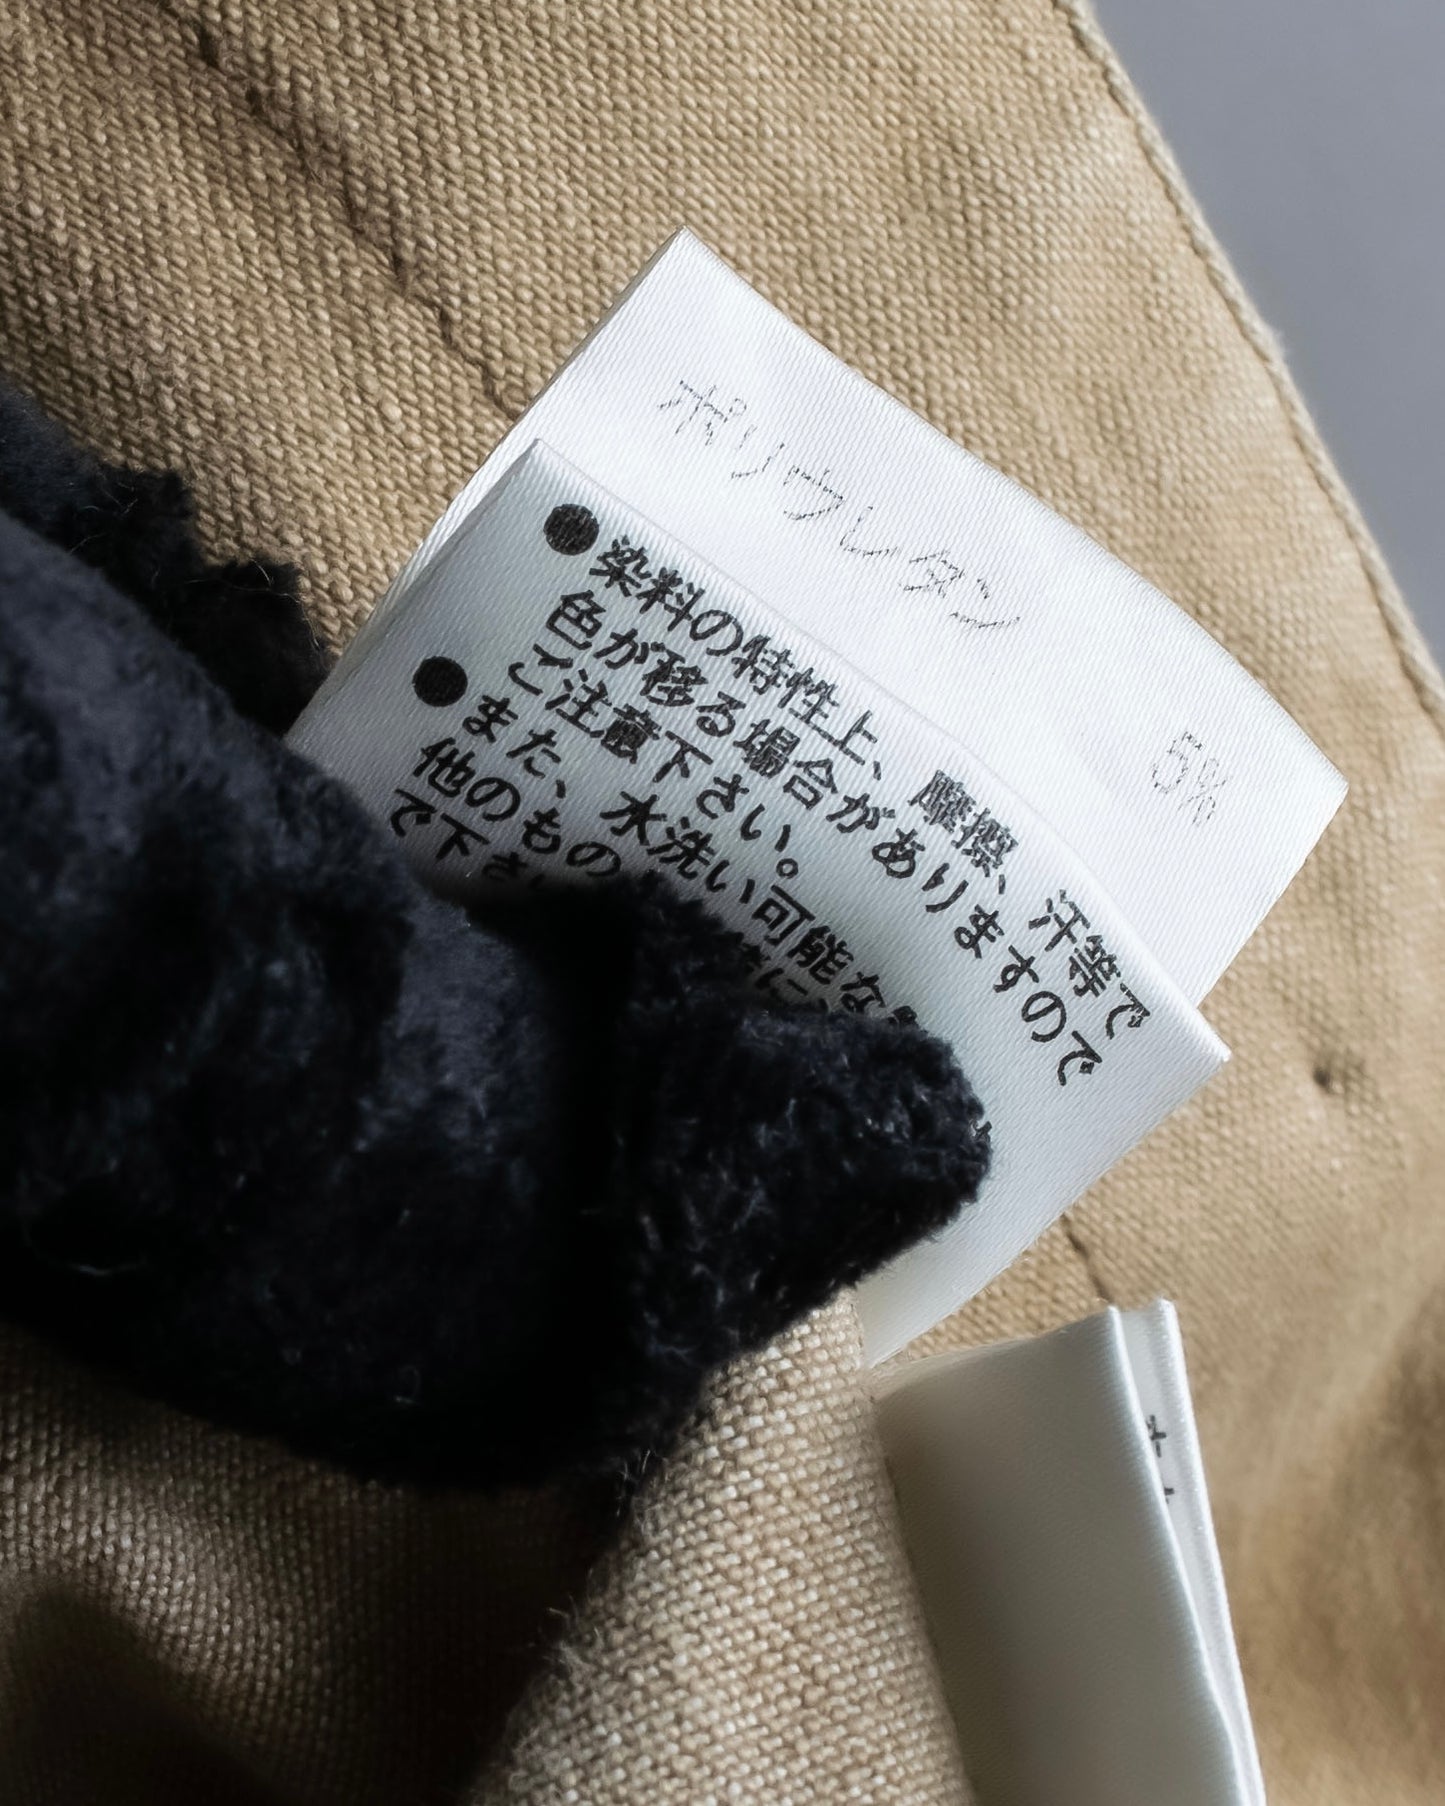 ポリウレタン 5%
●染料の特性上、摩擦、汗等で
色が移る場合がありますので
ご注意下さい。
●また、水洗い可能な
他のもの
で下さい